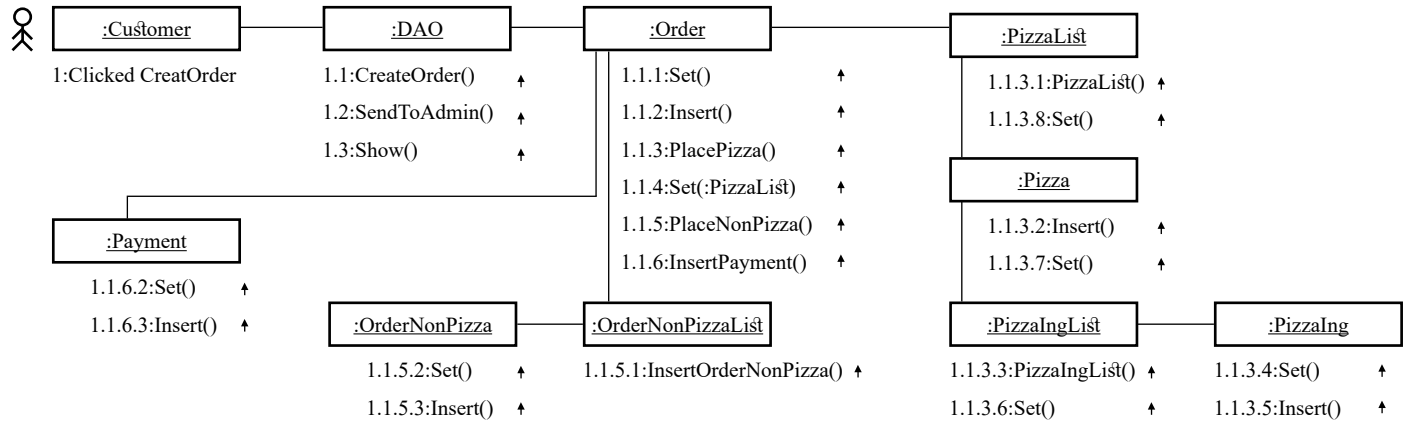 :Customer
:DAO
:Order
:PizzaList
1:Clicked CreatOrder
1.1:CreateOrder()
1.2:SendToAdmin()
1.3:Show()
1.1.1:Set()
1.1.2:Insert()
1.1.3:PlacePizza()
1.1.4:Set(:PizzaList)
1.1.5:PlaceNonPizza()
1.1.6:InsertPayment()
1.1.3.1:PizzaList()
1.1.3.8:Set()
:Pizza
1.1.3.2:Insert()
1.1.3.7:Set()
:Payment
1.1.6.2:Set()
1.1.6.3:Insert()
:OrderNonPizza
1.1.5.2:Set()
1.1.5.3:Insert()
:OrderNonPizzaList
1.1.5.1:InsertOrderNonPizza()
:PizzaIngList
1.1.3.3:PizzaIngList()
1.1.3.6:Set()
:PizzaIng
1.1.3.4:Set()
1.1.3.5:Insert()